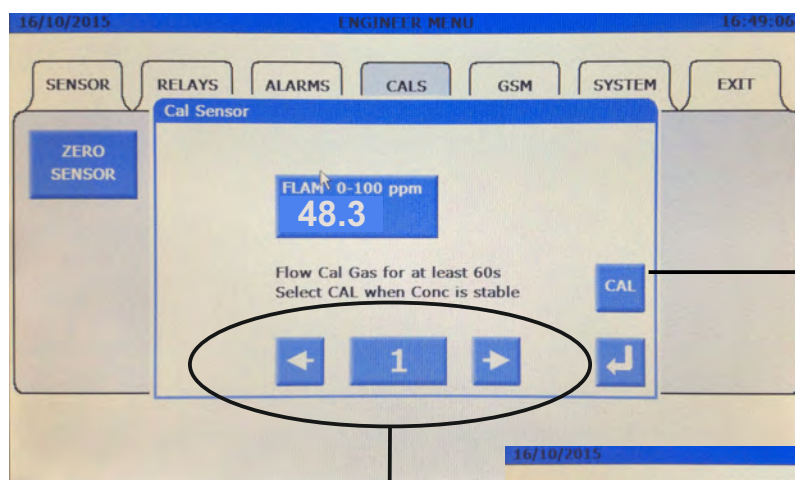 16/10/2015 ENGINEER MENU 16:49:06
SENSOR RELAYS ALARMS CALS GSM SYSTEM EXIT
Cal Sensor
ZERO
SENSOR
FLAM 0-100 ppm
48.3
Flow Cal Gas for at least 60s
Select CAL when Conc is stable
CAL
1
16/10/2015